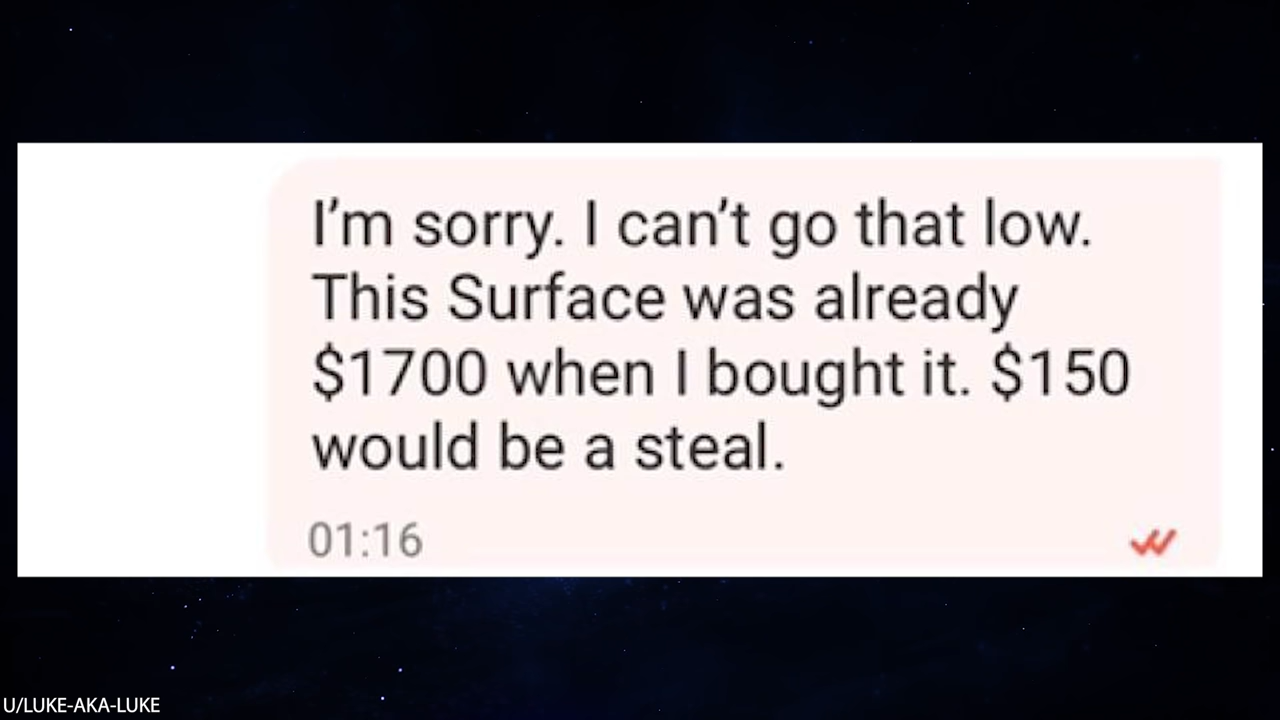 I'm sorry. I can't go that low.
This Surface was already
$1700 when I bought it. $150
would be a steal.
01:16
U/LUKE-AKA-LUKE